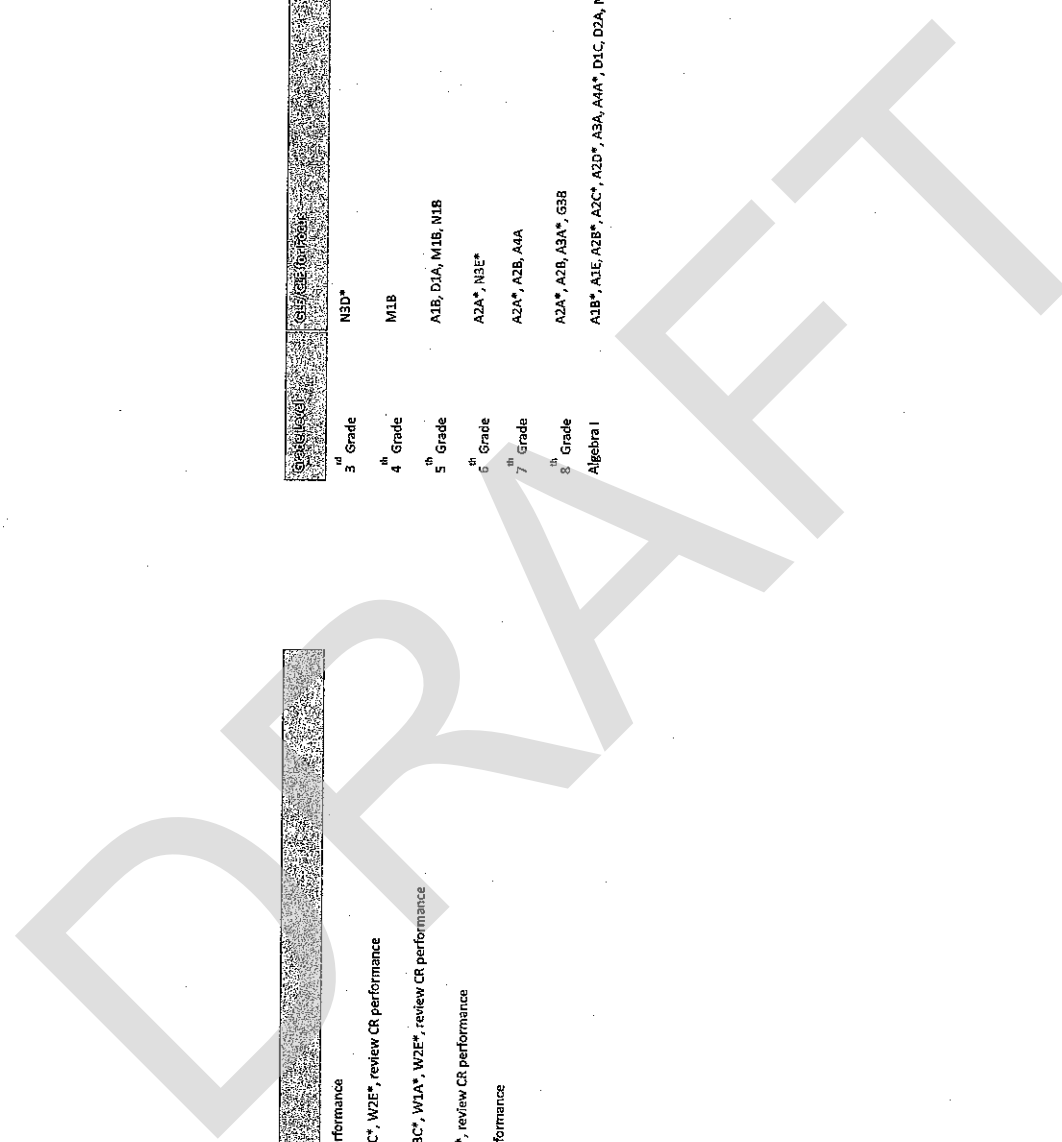 rformance
C*, W2E*, review CR performance
3C*, W1A*, W2E*, review CR performance
*, review CR performance
formance
Grade Level GLE/CLE for Focus
3rd Grade N3D*
4th Grade M1B
5th Grade A1B, D1A, M1B, N1B
6th Grade A2A*, N3E*
7th Grade A2A*, A2B, A4A
8th Grade A2A*, A2B, A3A*, G3B
Algebra I A1B*, A1E, A2B*, A2C*, A2D*, A3A, A4A*, D1C, D2A,
DRAFT